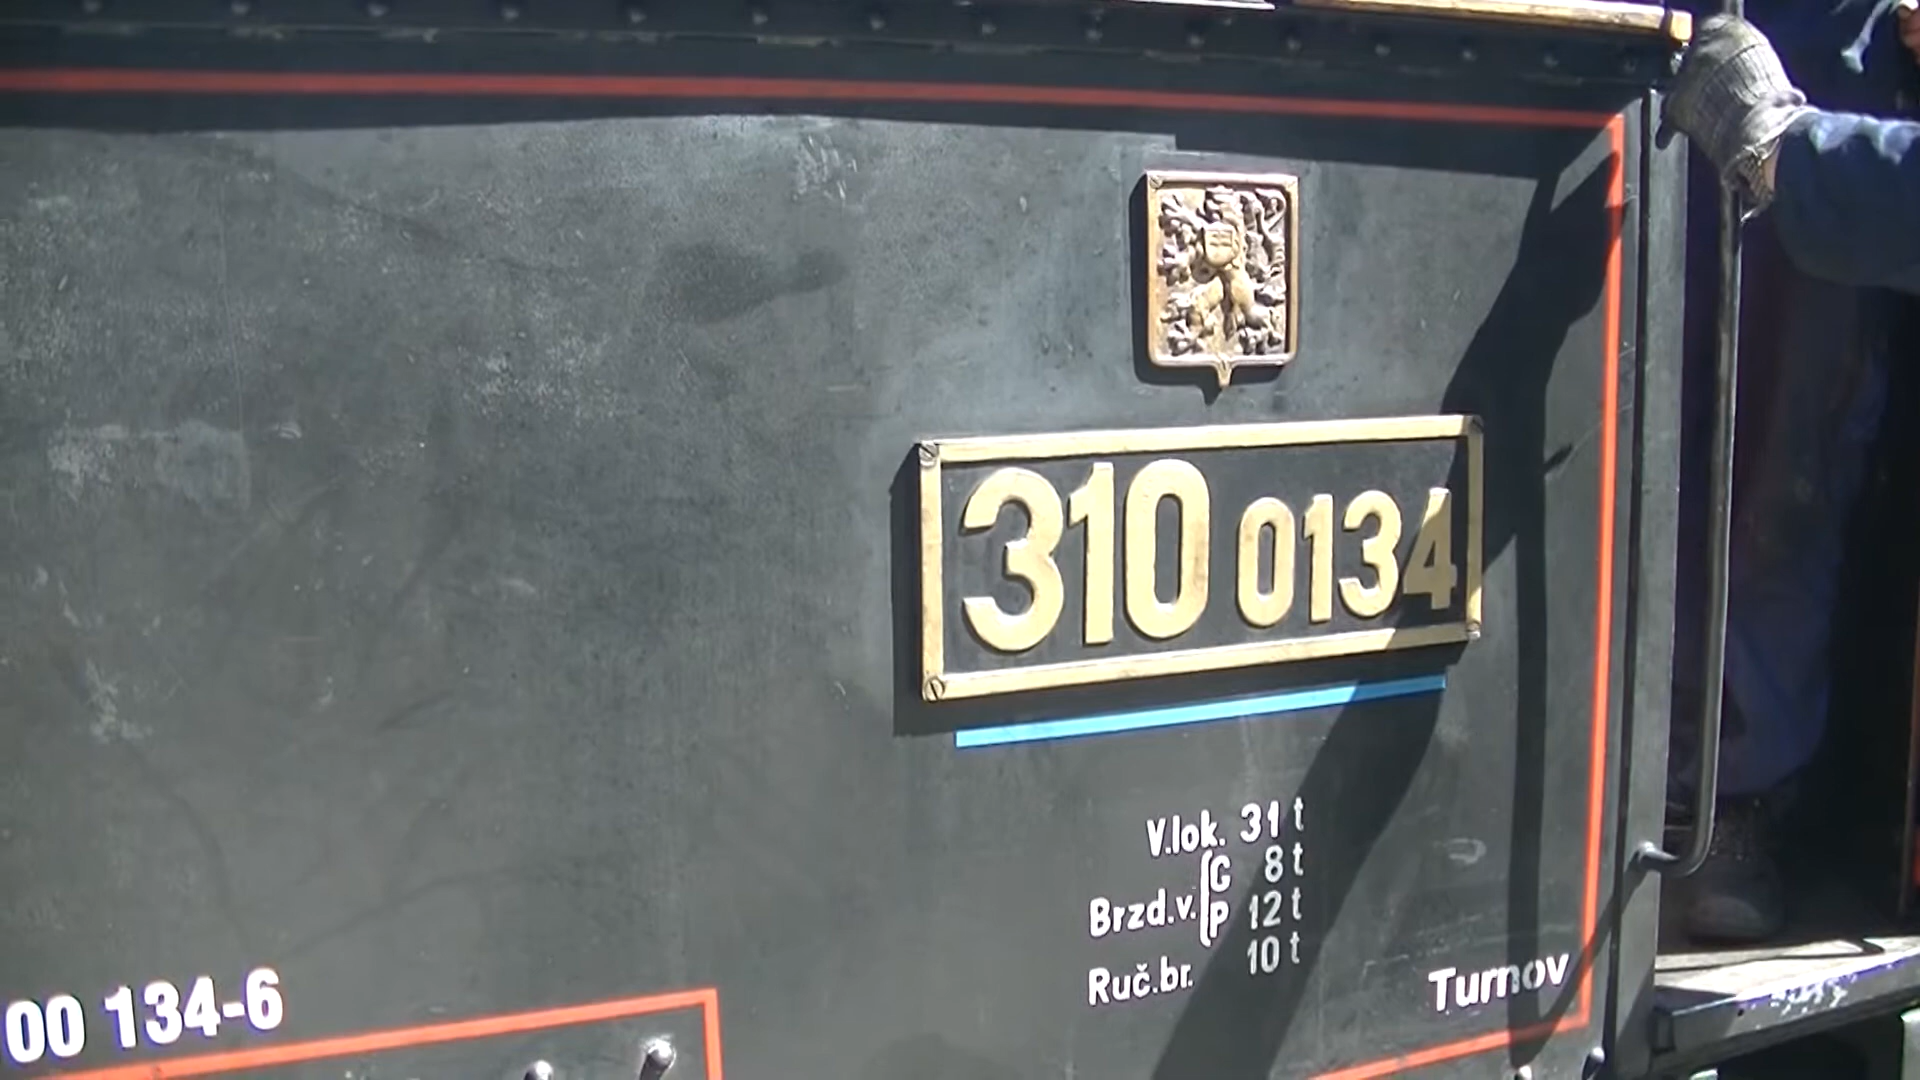 310 0134
V.lok. 31 t
Brzd.v. G 8 t
P 12 t
Ruč.br. 10 t
Turnov
00 134-6